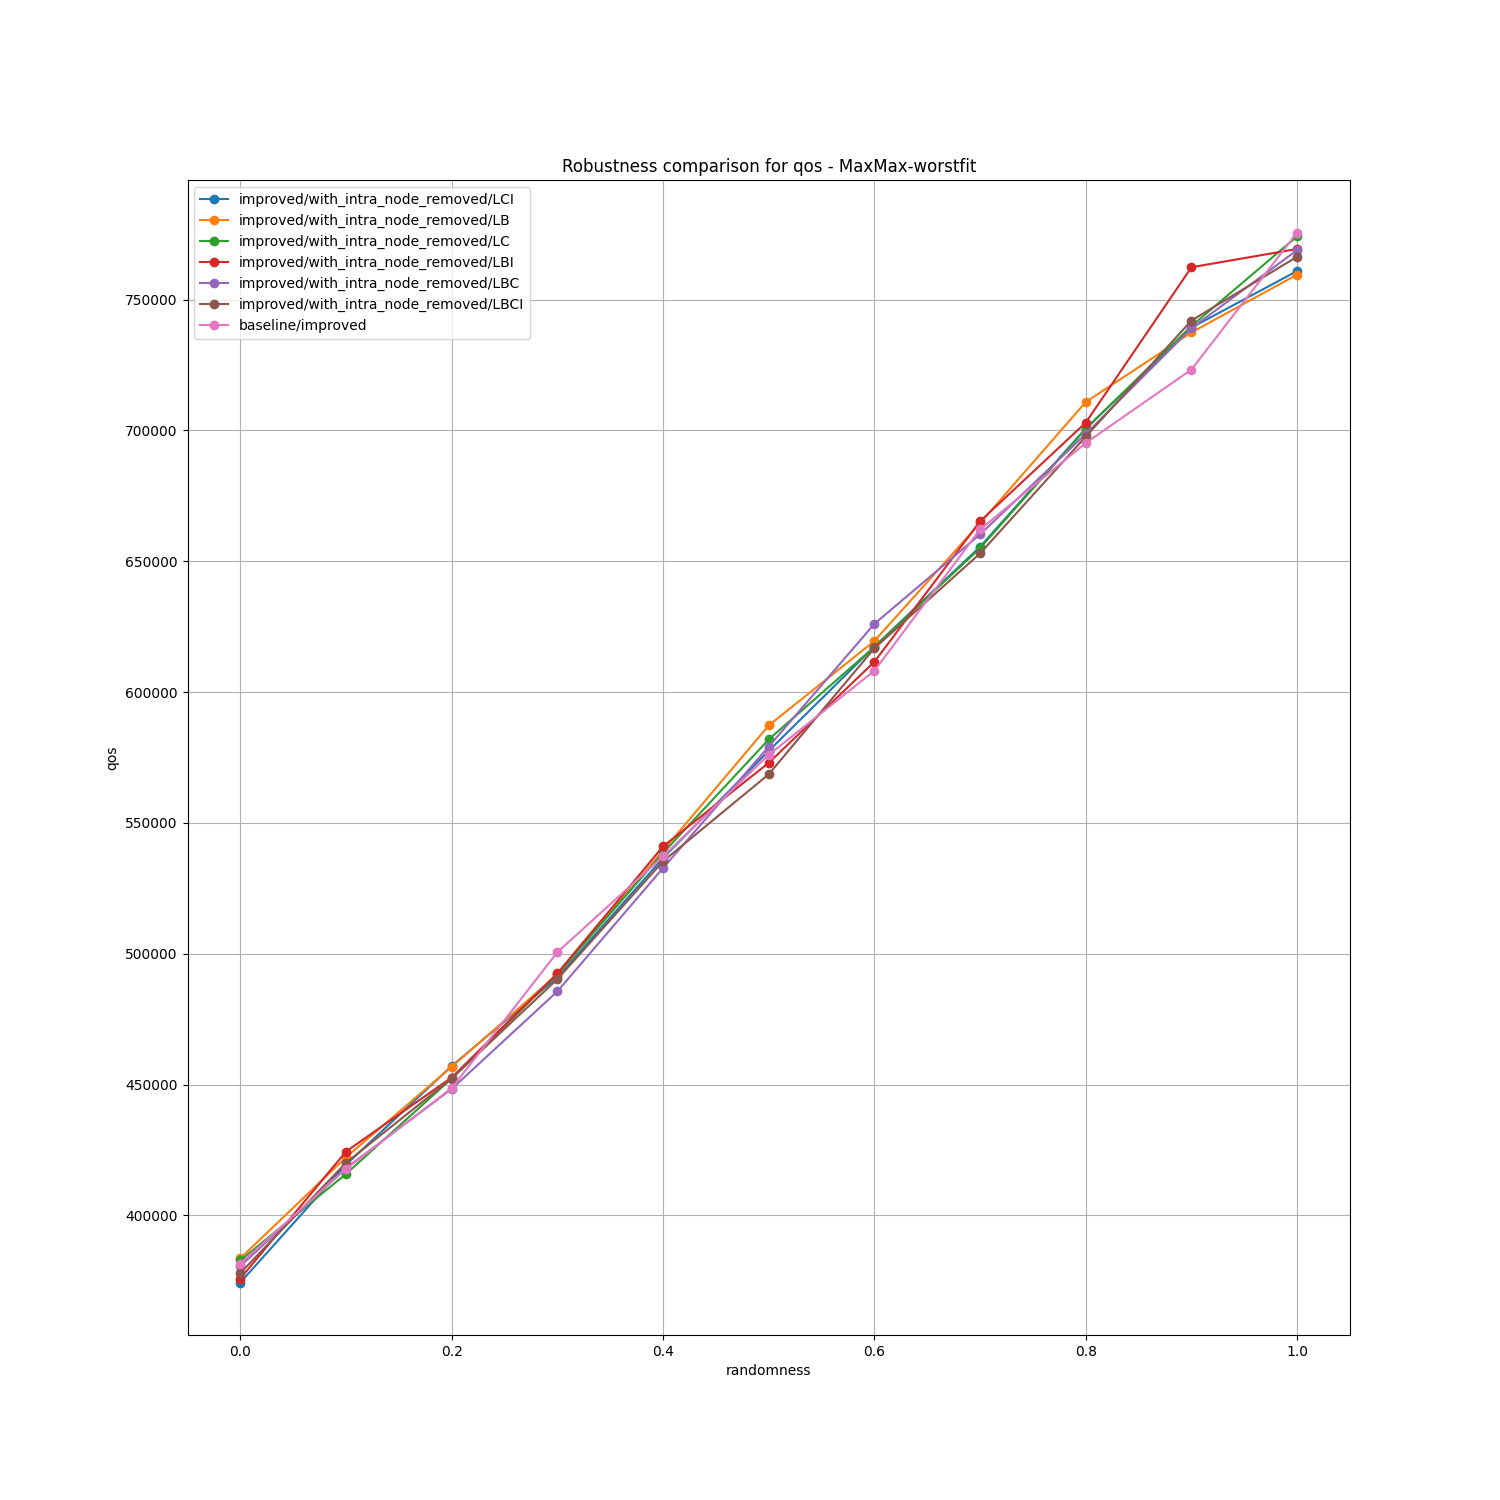 Robustness comparison for qos - MaxMax-worstfit
improved/with_intra_node_removed/LCI
improved/with_intra_node_removed/LB
improved/with_intra_node_removed/LC
improved/with_intra_node_removed/LBI
improved/with_intra_node_removed/LBC
improved/with_intra_node_removed/LBCI
baseline/improved
750000
700000
650000
600000
550000
500000
450000
400000
qos
0.0 0.2 0.4 0.6 0.8 1.0
randomness